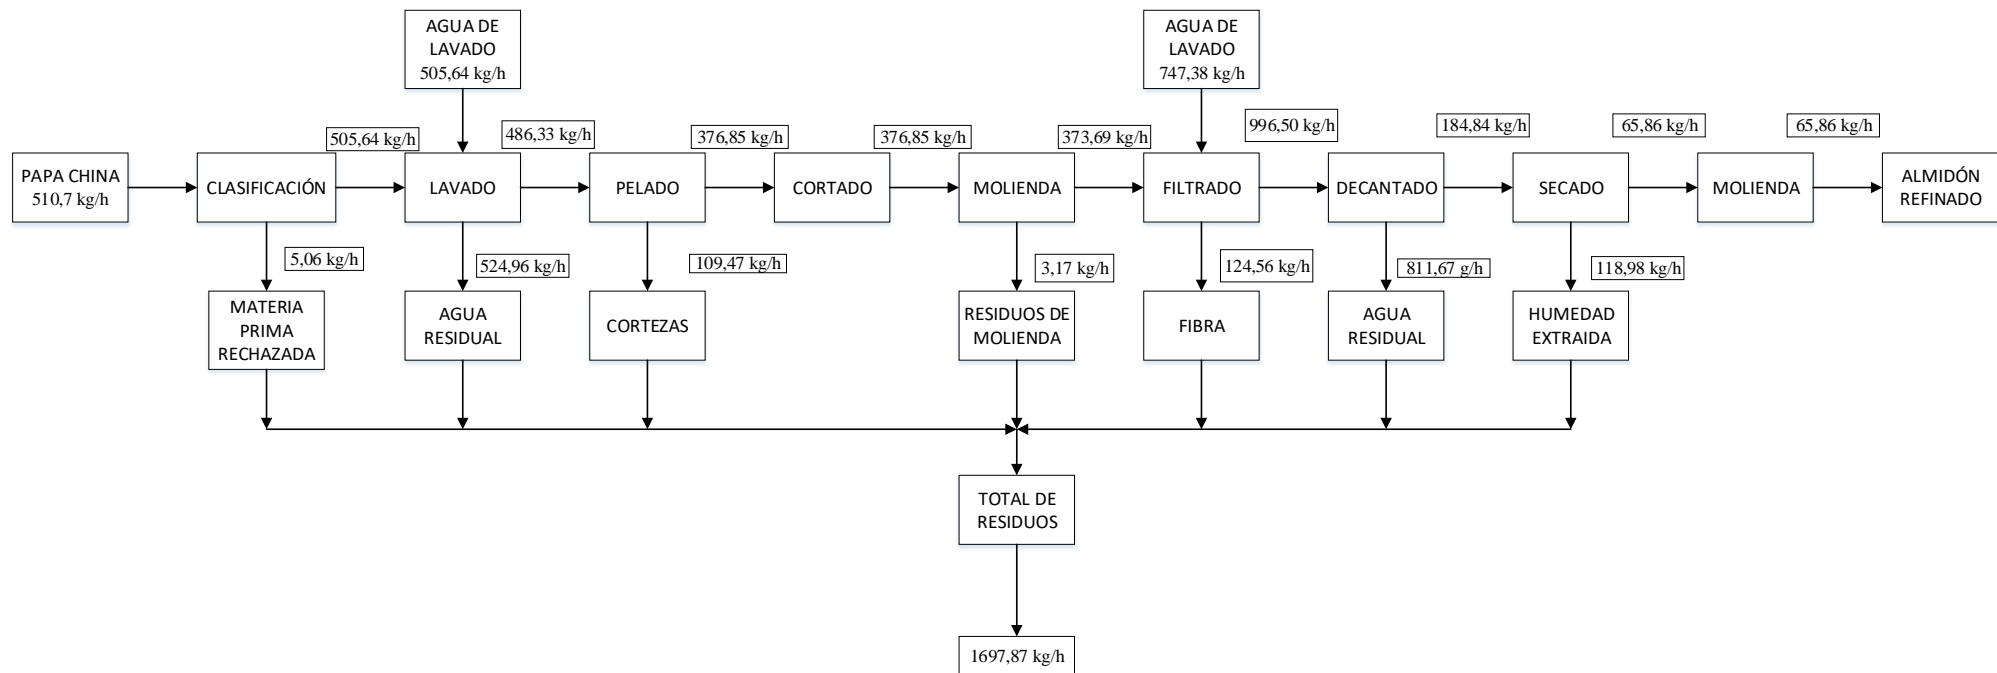 AGUA DE
LAVADO
505,64 kg/h
AGUA DE
LAVADO
747,38 kg/h
505,64 kg/h
486,33 kg/h
376,85 kg/h
376,85 kg/h
373,69 kg/h
996,50 kg/h
184,84 kg/h
65,86 kg/h
65,86 kg/h
PAPA CHINA
510,7 kg/h
CLASIFICACIÓN
LAVADO
PELADO
CORTADO
MOLIENDA
FILTRADO
DECANTADO
SECADO
MOLIENDA
ALMIDÓN
REFINADO
5,06 kg/h
524,96 kg/h
109,47 kg/h
3,17 kg/h
124,56 kg/h
811,67 g/h
118,98 kg/h
MATERIA
PRIMA
RECHAZADA
AGUA
RESIDUAL
CORTEZAS
RESIDUOS DE
MOLIENDA
FIBRA
AGUA
RESIDUAL
HUMEDAD
EXTRAIDA
TOTAL DE
RESIDUOS
1697,87 kg/h